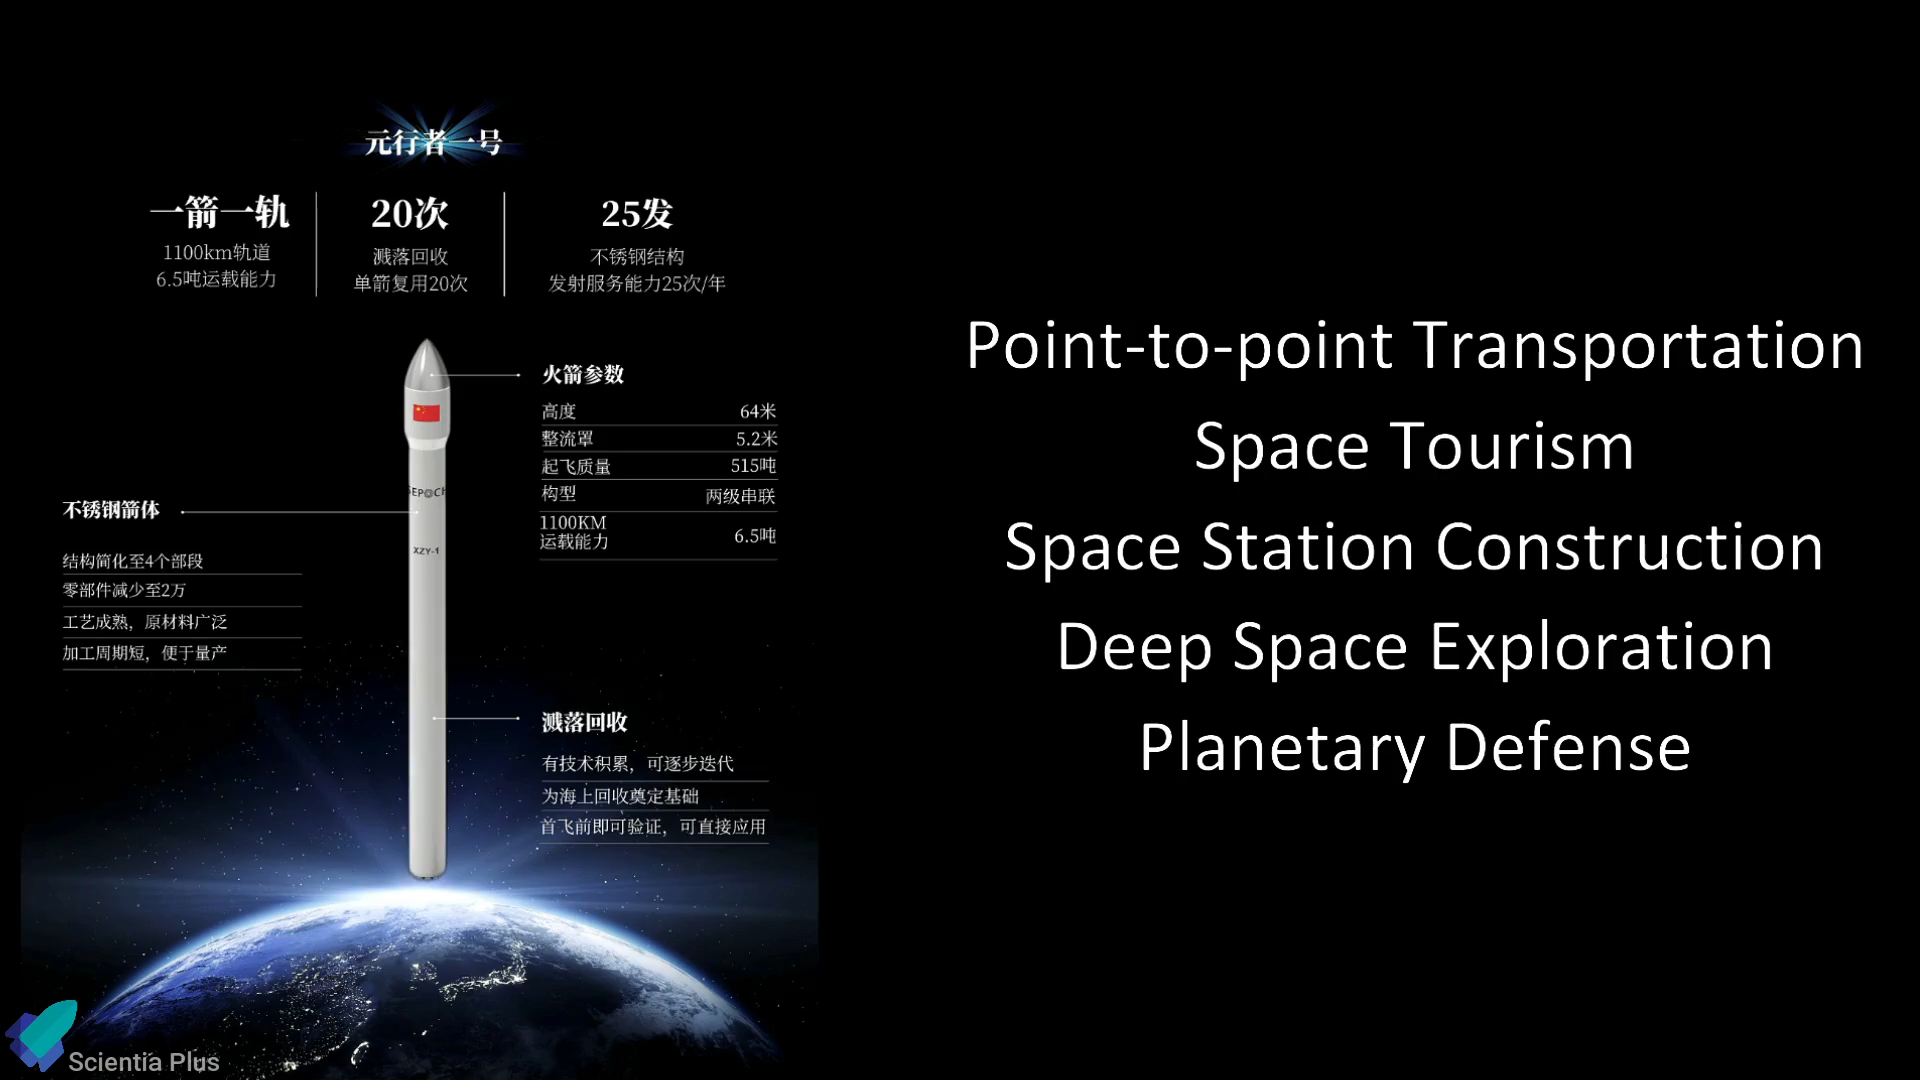 元行者一号
一箭一轨
1100km轨道
6.5吨运载能力
20次
溅落回收
单箭复用20次
25发
不锈钢结构
发射服务能力25次/年
火箭参数
高度 64米
整流罩 5.2米
起飞质量 515吨
构型 两级串联
1100KM
运载能力 6.5吨
SEPOCH
XZY-1
不锈钢箭体
结构简化至4个部段
零部件减少至2万
工艺成熟，原材料广泛
加工周期短，便于量产
溅落回收
有技术积累，可逐步迭代
为海上回收奠定基础
首飞前即可验证，可直接应用
Point-to-point Transportation
Space Tourism
Space Station Construction
Deep Space Exploration
Planetary Defense
Scientia Plus